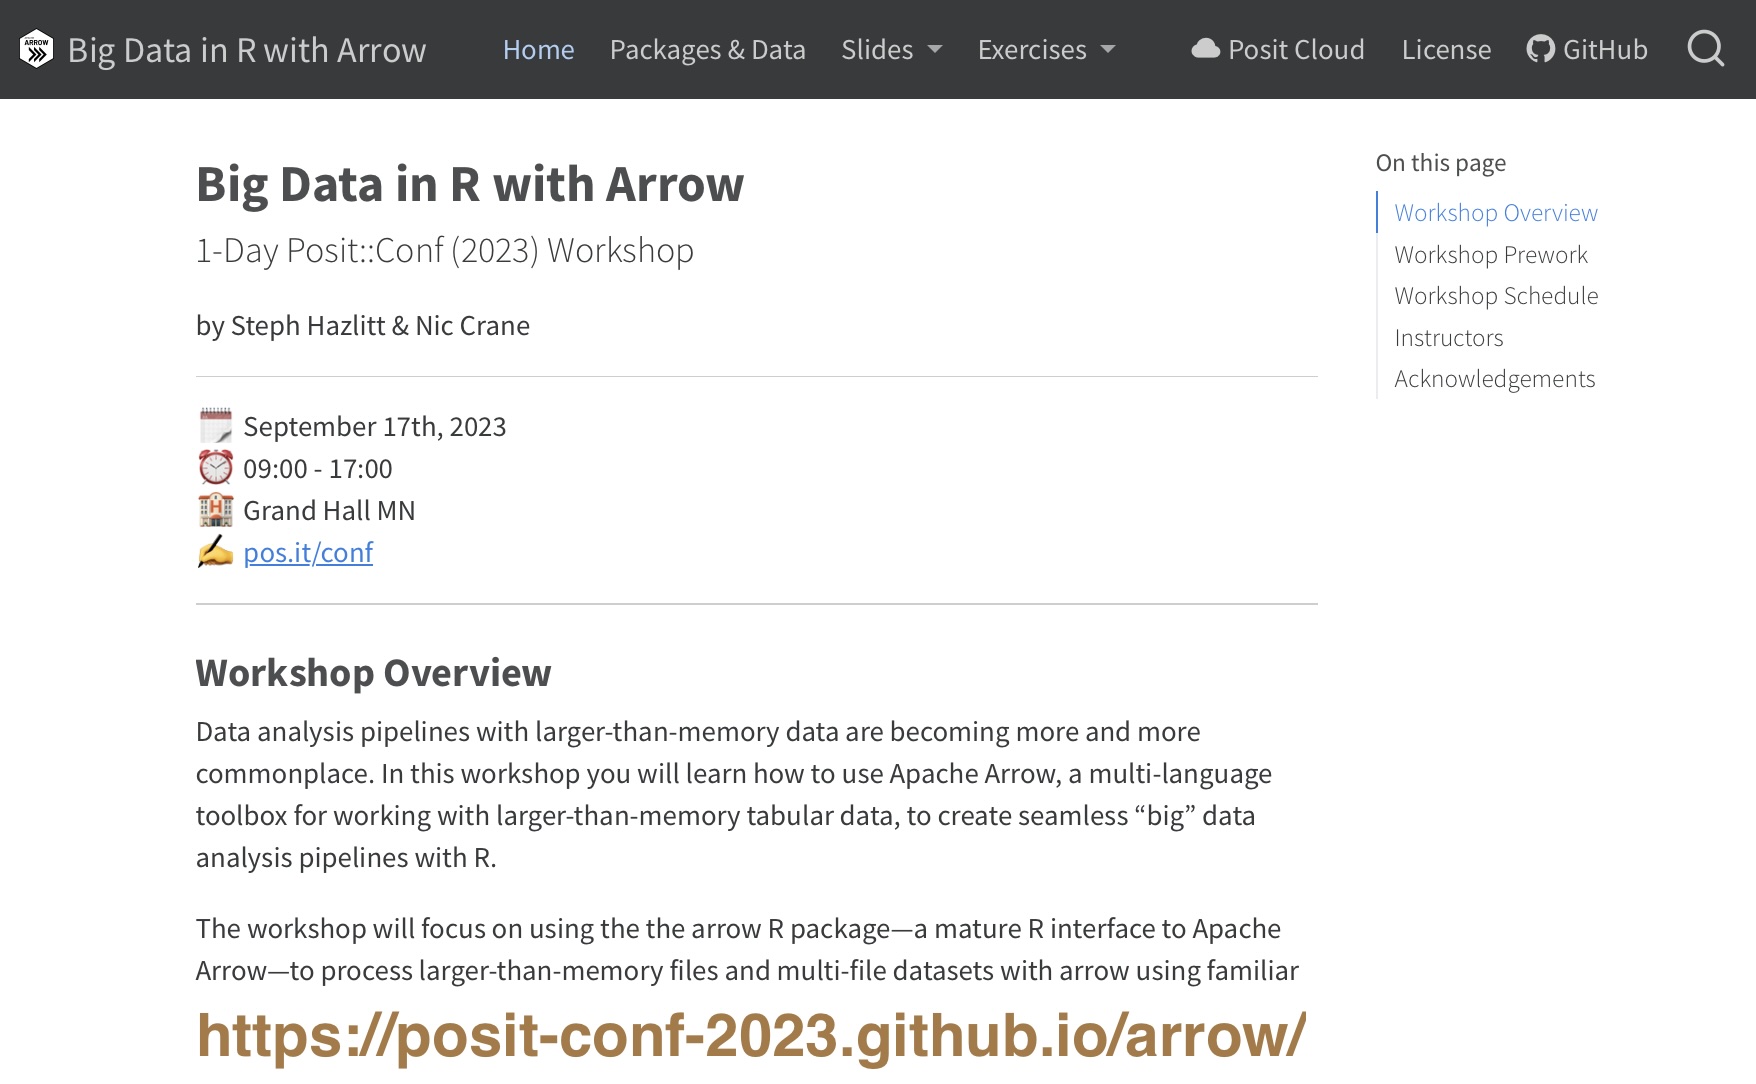 ARROW
Big Data in R with Arrow
Home
Packages & Data
Slides
Exercises
Posit Cloud
License
GitHub
Big Data in R with Arrow
1-Day Posit::Conf (2023) Workshop
by Steph Hazlitt & Nic Crane
September 17th, 2023
09:00 - 17:00
Grand Hall MN
pos.it/conf
Workshop Overview
Data analysis pipelines with larger-than-memory data are becoming more and more
commonplace. In this workshop you will learn how to use Apache Arrow, a multi-language
toolbox for working with larger-than-memory tabular data, to create seamless “big” data
analysis pipelines with R.
The workshop will focus on using the the arrow R package—a mature R interface to Apache
Arrow—to process larger-than-memory files and multi-file datasets with arrow using familiar
https://posit-conf-2023.github.io/arrow/
On this page
Workshop Overview
Workshop Prework
Workshop Schedule
Instructors
Acknowledgements